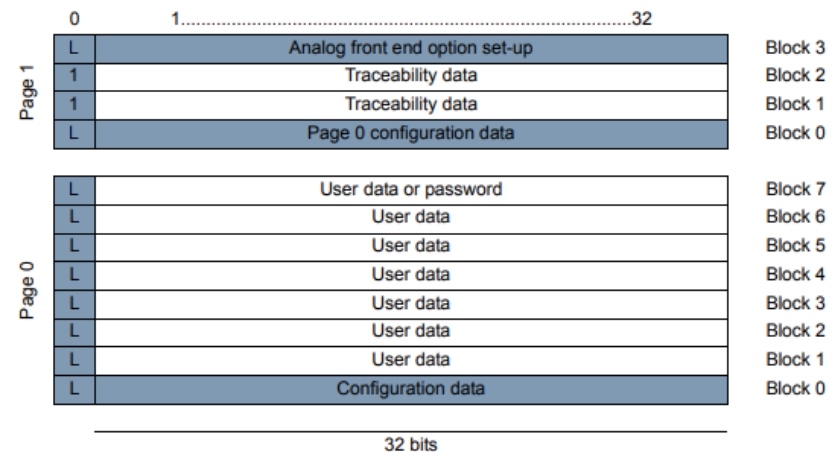 0 1...............................................................................32
L Analog front end option set-up Block 3
1 Traceability data Block 2
1 Traceability data Block 1
L Page 0 configuration data Block 0
Page 1
L User data or password Block 7
L User data Block 6
L User data Block 5
L User data Block 4
L User data Block 3
L User data Block 2
L User data Block 1
L Configuration data Block 0
Page 0
32 bits